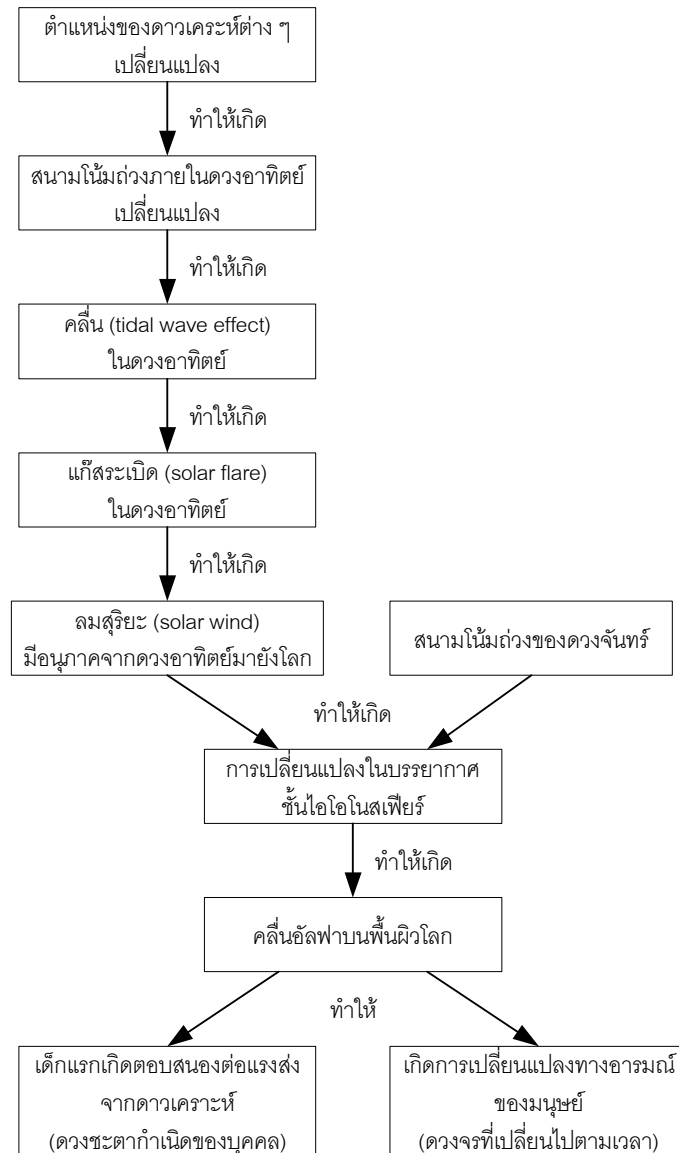 ตำแหน่งของดาวเคราะห์ต่าง ๆ
เปลี่ยนแปลง
ทำให้เกิด
สนามโน้มถ่วงภายในดวงอาทิตย์
เปลี่ยนแปลง
ทำให้เกิด
คลื่น (tidal wave effect)
ในดวงอาทิตย์
ทำให้เกิด
แก๊สระเบิด (solar flare)
ในดวงอาทิตย์
ทำให้เกิด
ลมสุริยะ (solar wind)
มีอนุภาคจากดวงอาทิตย์มายังโลก
สนามโน้มถ่วงของดวงจันทร์
ทำให้เกิด
การเปลี่ยนแปลงในบรรยากาศ
ชั้นไอโอโนสเฟียร์
ทำให้เกิด
คลื่นอัลฟาบนพื้นผิวโลก
ทำให้
เด็กแรกเกิดตอบสนองต่อแรงส่ง
จากดาวเคราะห์
(ดวงชะตากำเนิดของบุคคล)
เกิดการเปลี่ยนแปลงทางอารมณ์
ของมนุษย์
(ดวงจรที่เปลี่ยนไปตามเวลา)